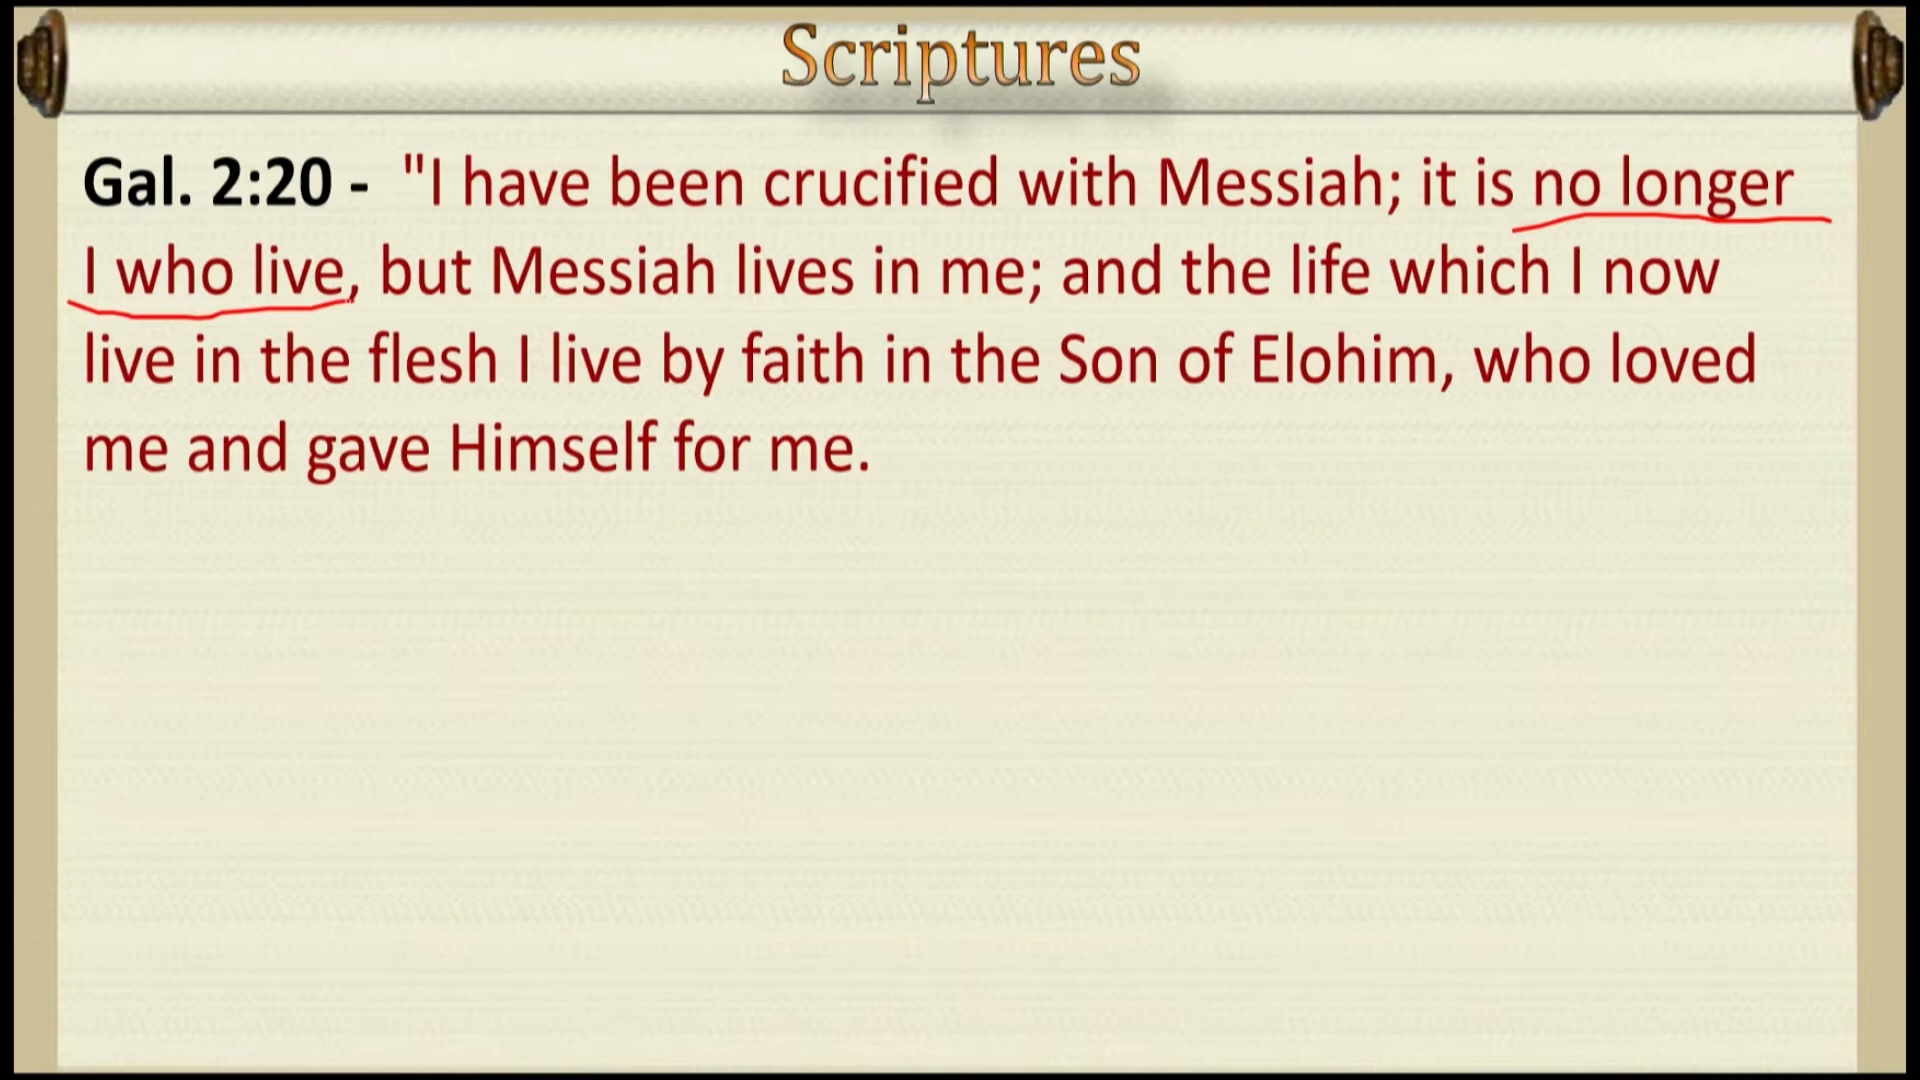 Scriptures
Gal. 2:20 - "I have been crucified with Messiah; it is no longer
I who live, but Messiah lives in me; and the life which I now
live in the flesh I live by faith in the Son of Elohim, who loved
me and gave Himself for me.